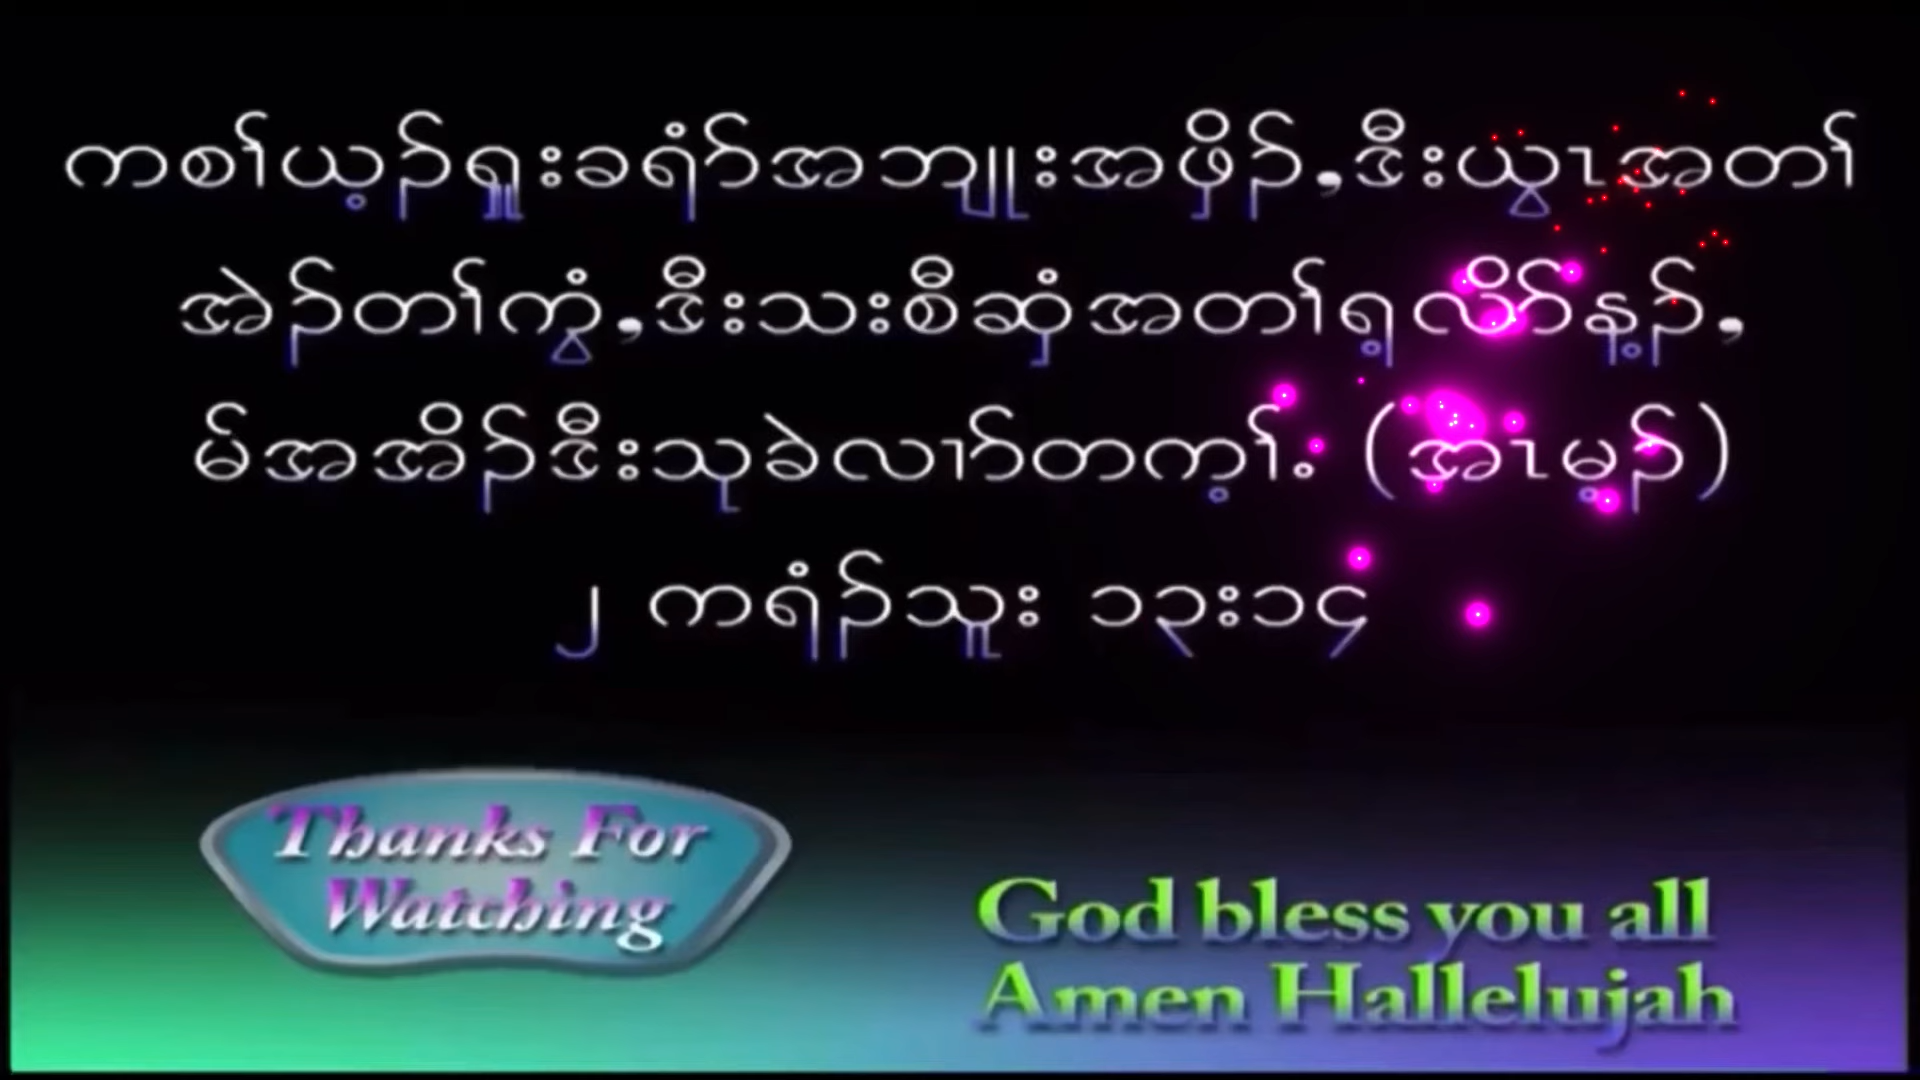 ကစၢ်ယ့ၣ်ရှူးခရံာ်အဘျုးအဖှိၣ်,ဒီးယွၤအတၢ်
အဲၣ်တၢ်ကွံ,ဒီးသးစီဆှံအတၢ်ရ့လိာ်န့ၣ်,
မ်အအိၣ်ဒီးသုခဲလၢာ်တက့ၢ်. (အၤမ့ၣ်)
၂ ကရံၣ်သူး ၁၃း၁၄
Thanks For
Watching
God bless you all
Amen Hallelujah